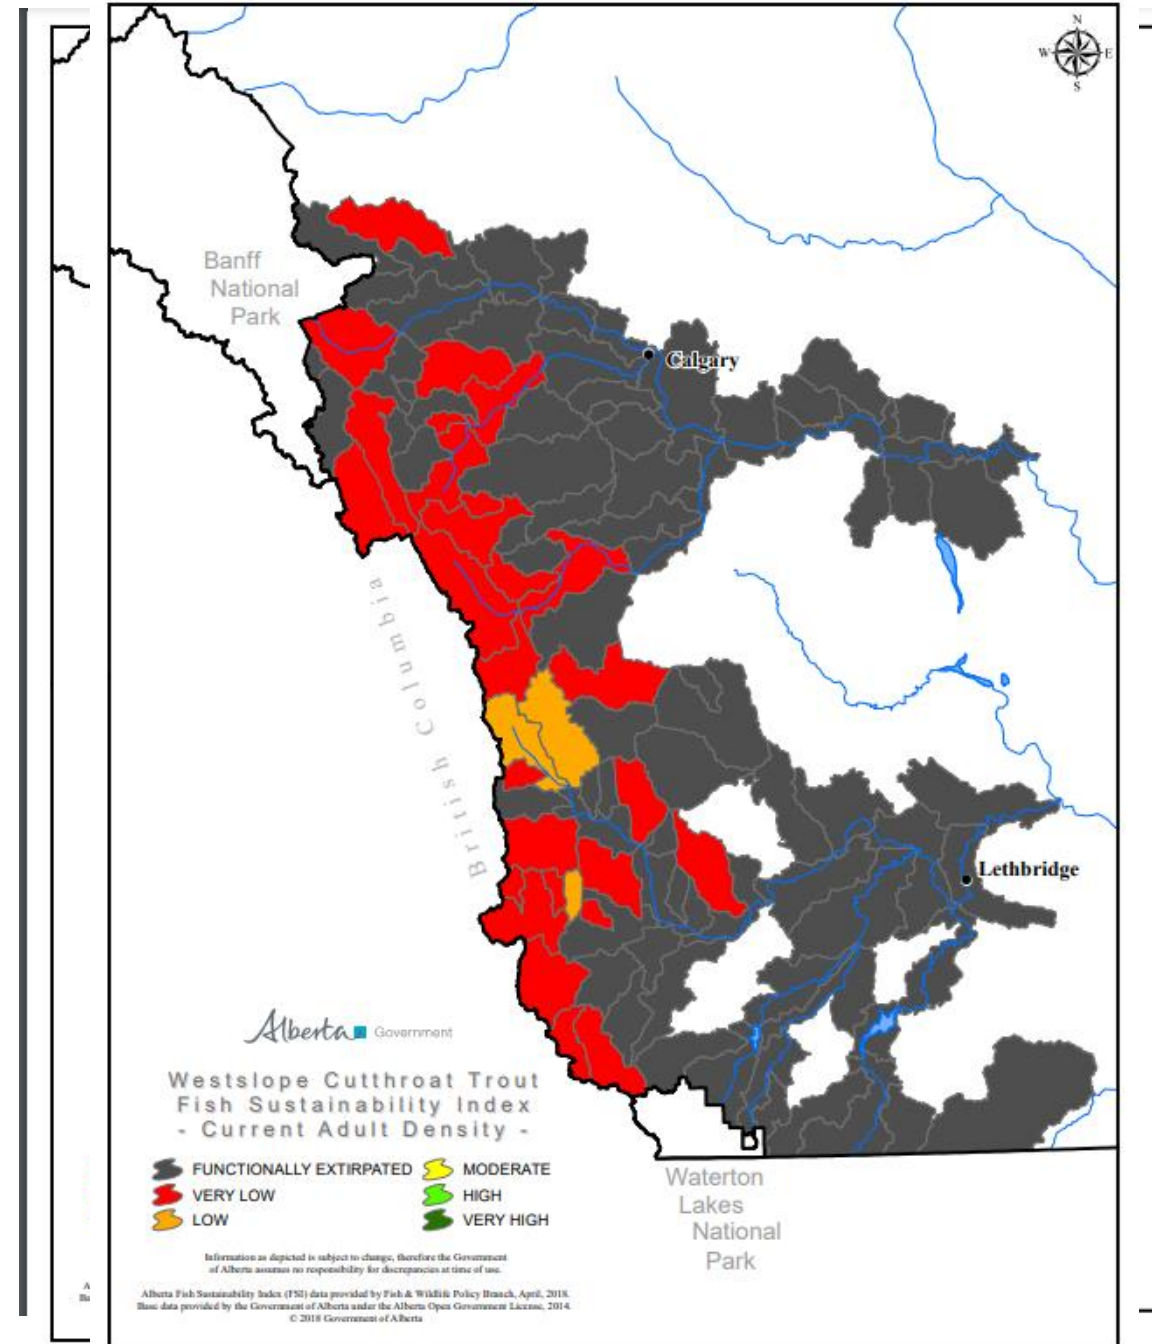 N
W E
S
Banff
National
Park
Calgary
British Columbia
Lethbridge
Alberta Government
Westslope Cutthroat Trout
Fish Sustainability Index
- Current Adult Density -
FUNCTIONALLY EXTIRPATED
VERY LOW
LOW
MODERATE
HIGH
VERY HIGH
Waterton
Lakes
National
Park
Information as depicted is subject to change, therefore the Government
of Alberta assumes no responsibility for discrepancies at time of use.
Alberta Fish Sustainability Index (FSI) data provided by Fish & Wildlife Policy Branch, April, 2018.
Base data provided by the Government of Alberta under the Alberta Open Government License, 2014.
© 2018 Government of Alberta